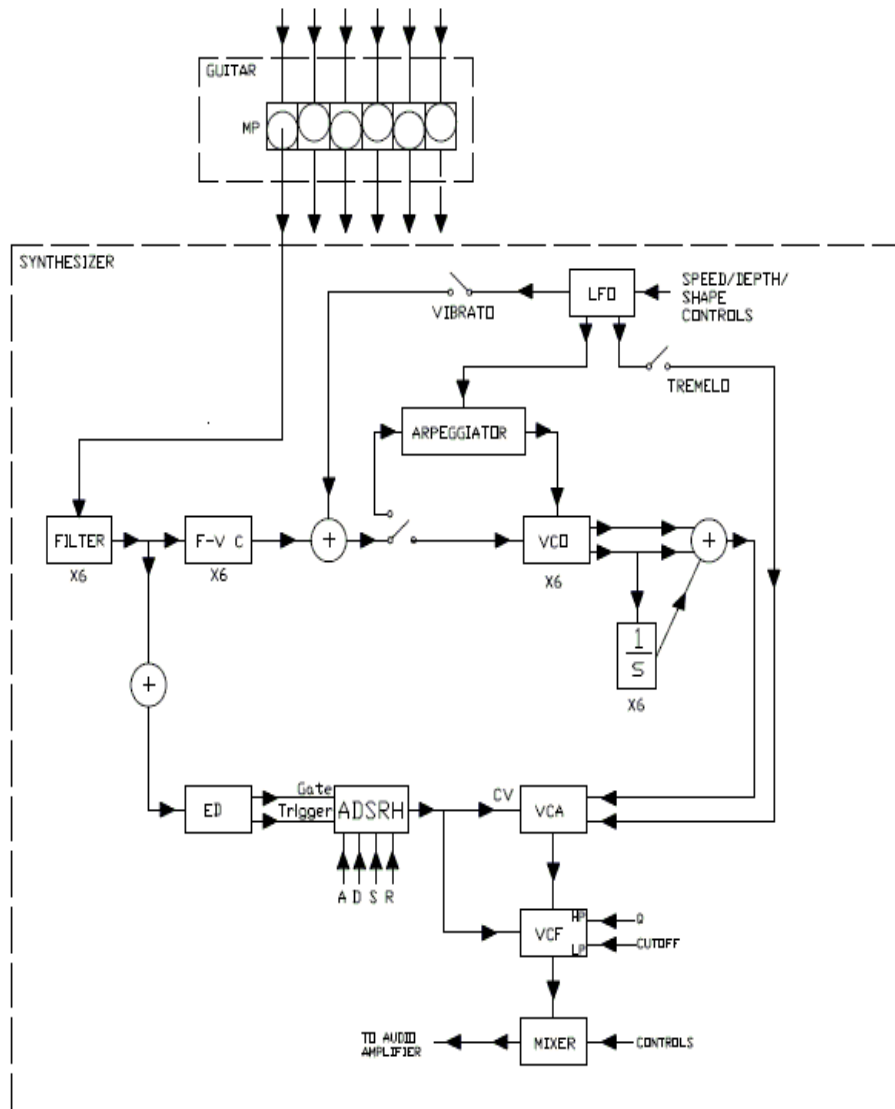 GUITAR
MP
SYNTHESIZER
LFO
SPEED/DEPTH/
SHAPE
CONTROLS
VIBRATO
TREMELO
ARPEGGIATOR
FILTER
F-V C
+
VCO
+
X6
X6
X6
1
S
X6
+
ED
Gate
Trigger
ADSRH
CV
VCA
A D S R
HP
Q
VCF
LP
CUTOFF
TO AUDIO
AMPLIFIER
MIXER
CONTROLS